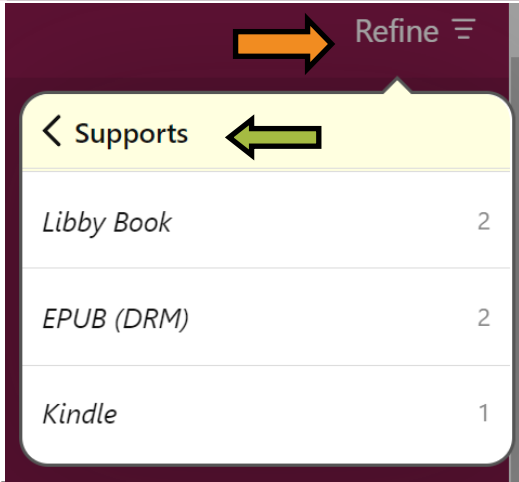 Refine
Supports
Libby Book 2
EPUB (DRM) 2
Kindle 1